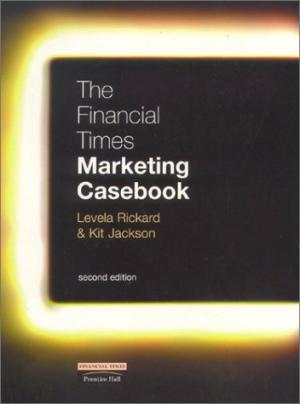 The
Financial
Times
Marketing
Casebook
Levela Rickard
& Kit Jackson
second edition
FINANCIAL TIMES
Prentice Hall